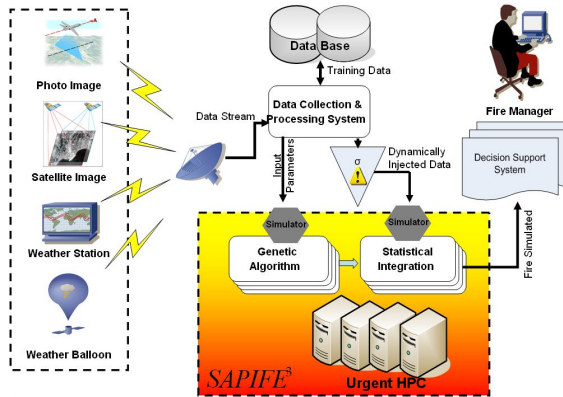 Photo Image
Satellite Image
Weather Station
Weather Balloon
Data Stream
Data Base
Training Data
Data Collection &
Processing System
Input
Parameters
σ
Dynamically
Injected Data
Simulator
Genetic
Algorithm
Simulator
Statistical
Integration
SAPIFE³
Urgent HPC
Fire Simulated
Fire Manager
Decision Support
System